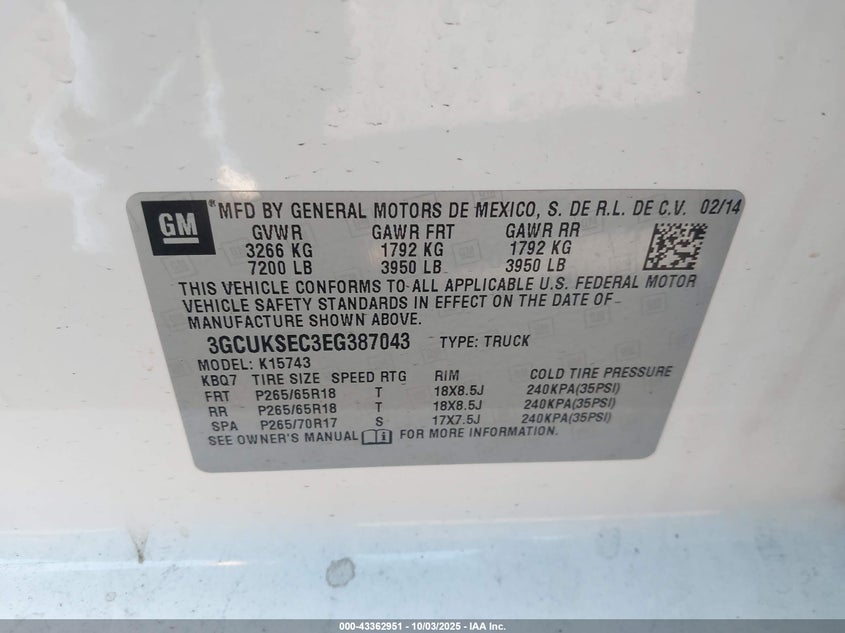 GM ® MFD BY GENERAL MOTORS DE MEXICO, S. DE R.L. DE C.V. 02/14
GVWR GAWR FRT GAWR RR
3266 KG 1792 KG 1792 KG
7200 LB 3950 LB 3950 LB
THIS VEHICLE CONFORMS TO ALL APPLICABLE U.S. FEDERAL MOTOR
VEHICLE SAFETY STANDARDS IN EFFECT ON THE DATE OF
MANUFACTURE SHOWN ABOVE.
3GCUKSEC3EG387043 TYPE: TRUCK
MODEL: K15743
KBQ7 TIRE SIZE SPEED RTG RIM COLD TIRE PRESSURE
FRT P265/65R18 T 18X8.5J 240KPA(35PSI)
RR P265/65R18 T 18X8.5J 240KPA(35PSI)
SPA P265/70R17 S 17X7.5J 240KPA(35PSI)
SEE OWNER'S MANUAL FOR MORE INFORMATION.
000-43362951 - 10/03/2025 - IAA Inc.